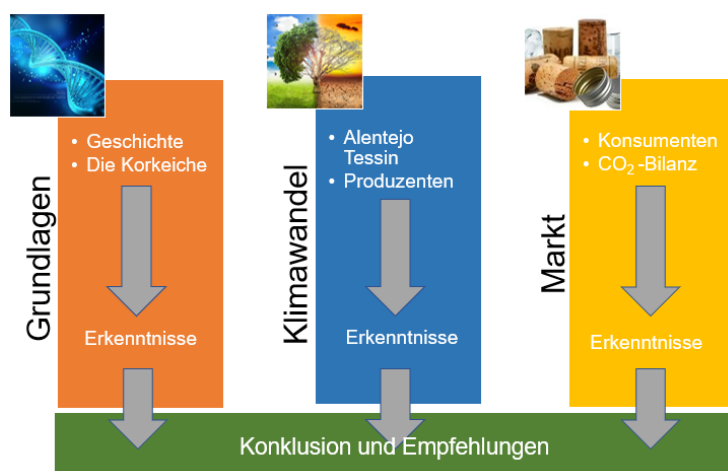 Grundlagen
• Geschichte
• Die Korkeiche
Erkenntnisse
Klimawandel
• Alentejo
Tessin
• Produzenten
Erkenntnisse
Markt
• Konsumenten
• CO₂-Bilanz
Erkenntnisse
Konklusion und Empfehlungen